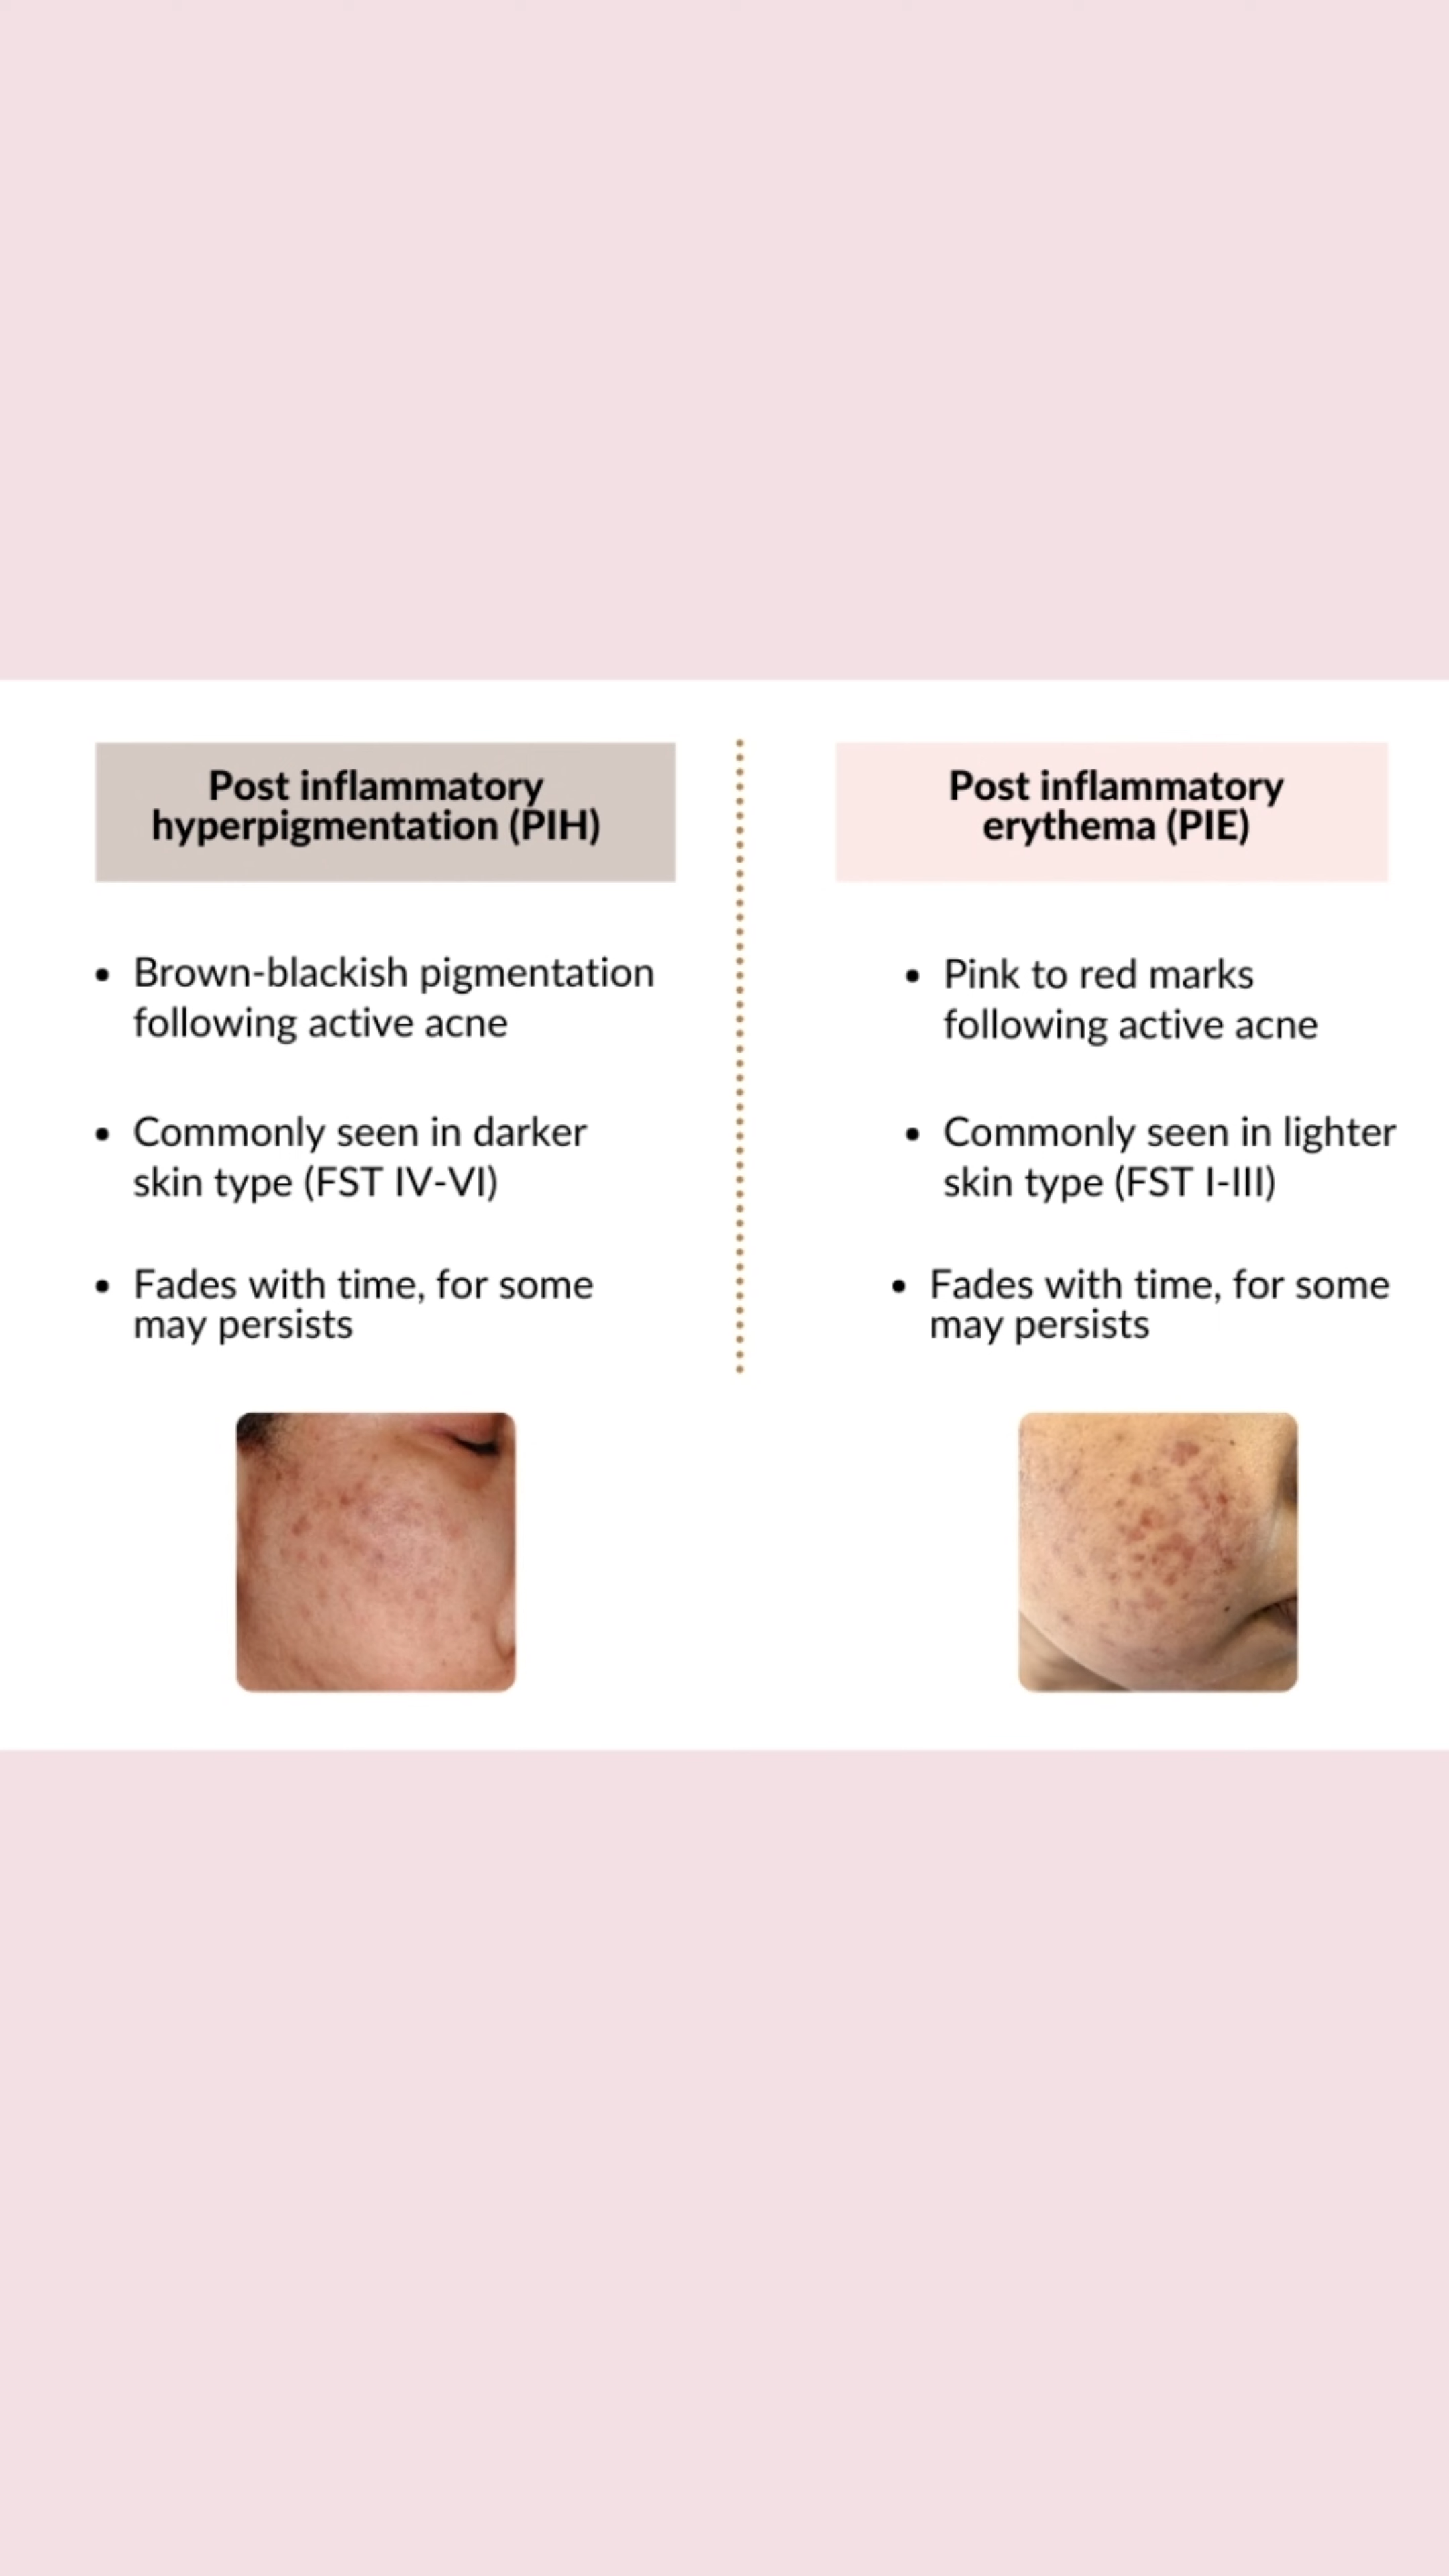 Post inflammatory
hyperpigmentation (PIH)
• Brown-blackish pigmentation
following active acne
• Commonly seen in darker
skin type (FST IV-VI)
• Fades with time, for some
may persists
Post inflammatory
erythema (PIE)
• Pink to red marks
following active acne
• Commonly seen in lighter
skin type (FST I-III)
• Fades with time, for some
may persists